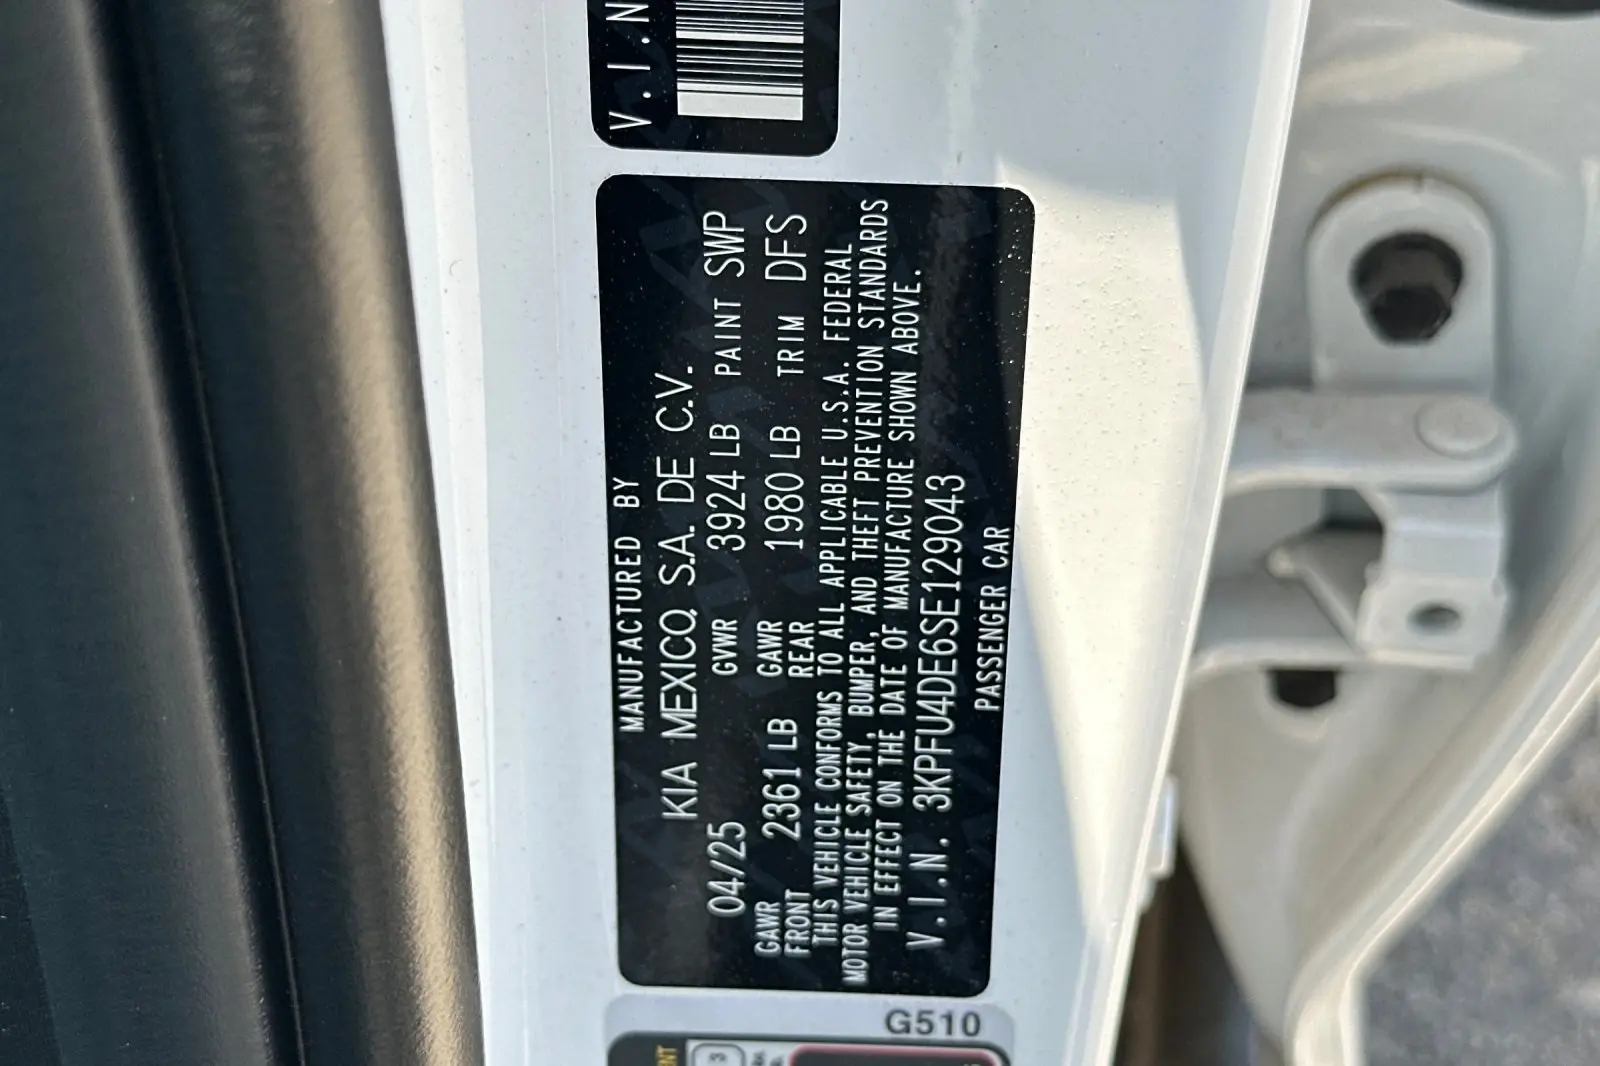 V.I.N
MANUFACTURED BY
KIA MEXICO, S.A. DE C.V.
04/25 GVWR 3924 LB PAINT SWP
GAWR FRONT 2361 LB GAWR REAR 1980 LB TRIM DFS
THIS VEHICLE CONFORMS TO ALL APPLICABLE U.S.A. FEDERAL
MOTOR VEHICLE SAFETY, BUMPER, AND THEFT PREVENTION STANDARDS
IN EFFECT ON THE DATE OF MANUFACTURE SHOWN ABOVE.
V.I.N. 3KPFU4DE6SE129043
PASSENGER CAR
G510
3